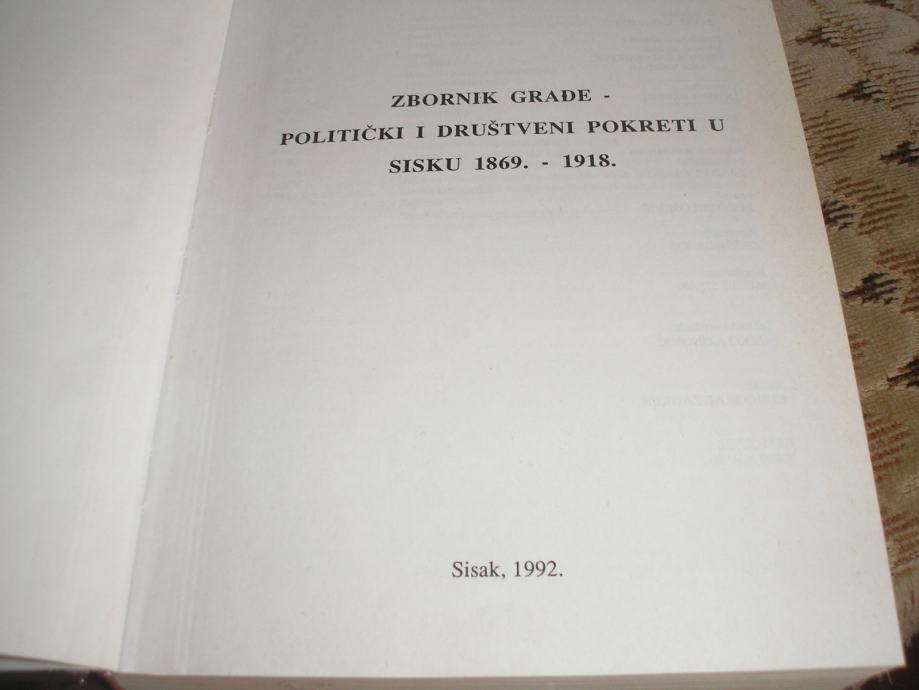 ZBORNIK GRAĐE -
POLITIČKI I DRUŠTVENI POKRETI U
SISKU 1869. - 1918.
Sisak, 1992.